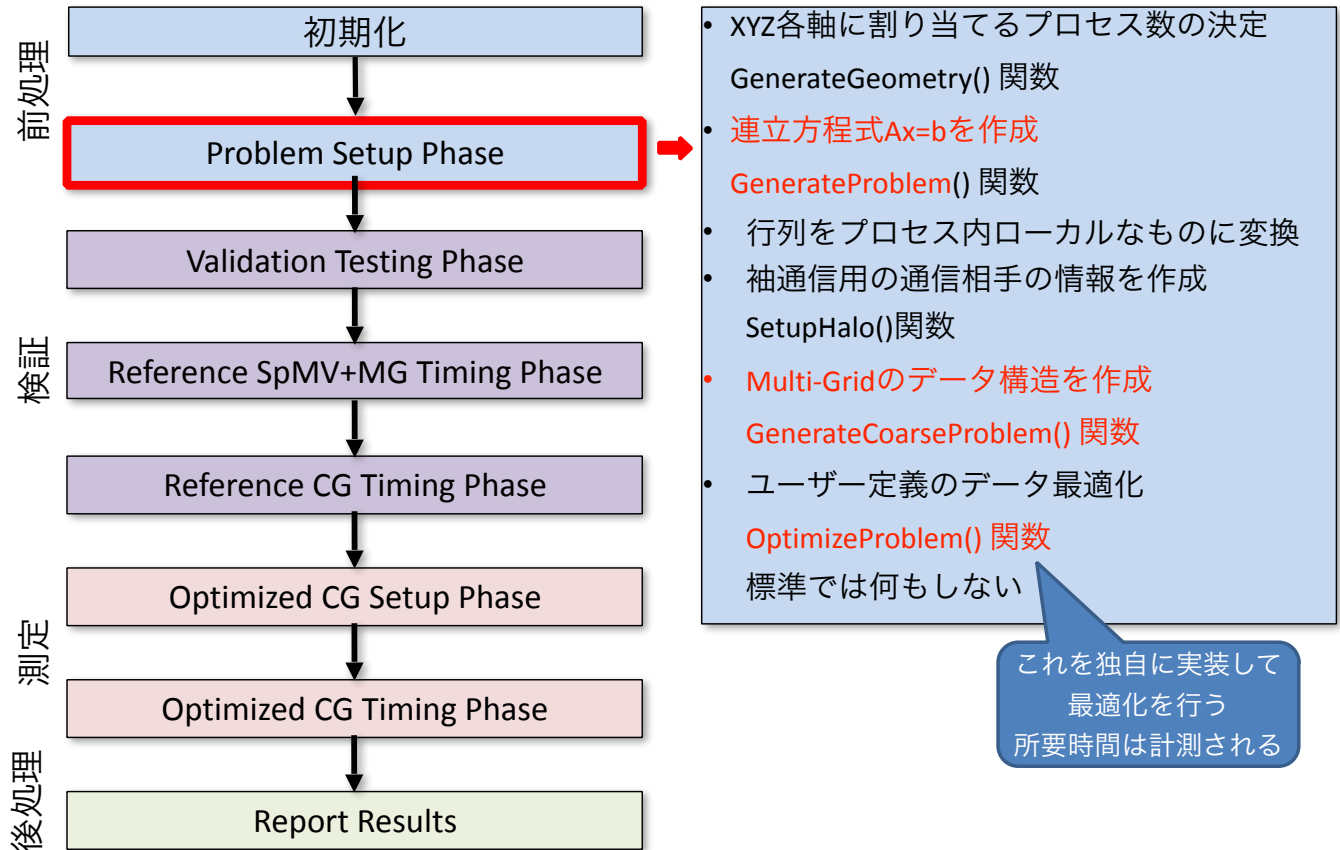 前処理
初期化
Problem Setup Phase
検証
Validation Testing Phase
Reference SpMV+MG Timing Phase
Reference CG Timing Phase
測定
Optimized CG Setup Phase
Optimized CG Timing Phase
後処理
Report Results
• XYZ各軸に割り当てるプロセス数の決定
GenerateGeometry() 関数
• 連立方程式Ax=bを作成
GenerateProblem() 関数
• 行列をプロセス内ローカルなものに変換
• 袖通信用の通信相手の情報を作成
SetupHalo()関数
• Multi-Gridのデータ構造を作成
GenerateCoarseProblem() 関数
• ユーザー定義のデータ最適化
OptimizeProblem() 関数
標準では何もしない
これを独自に実装して
最適化を行う
所要時間は計測される